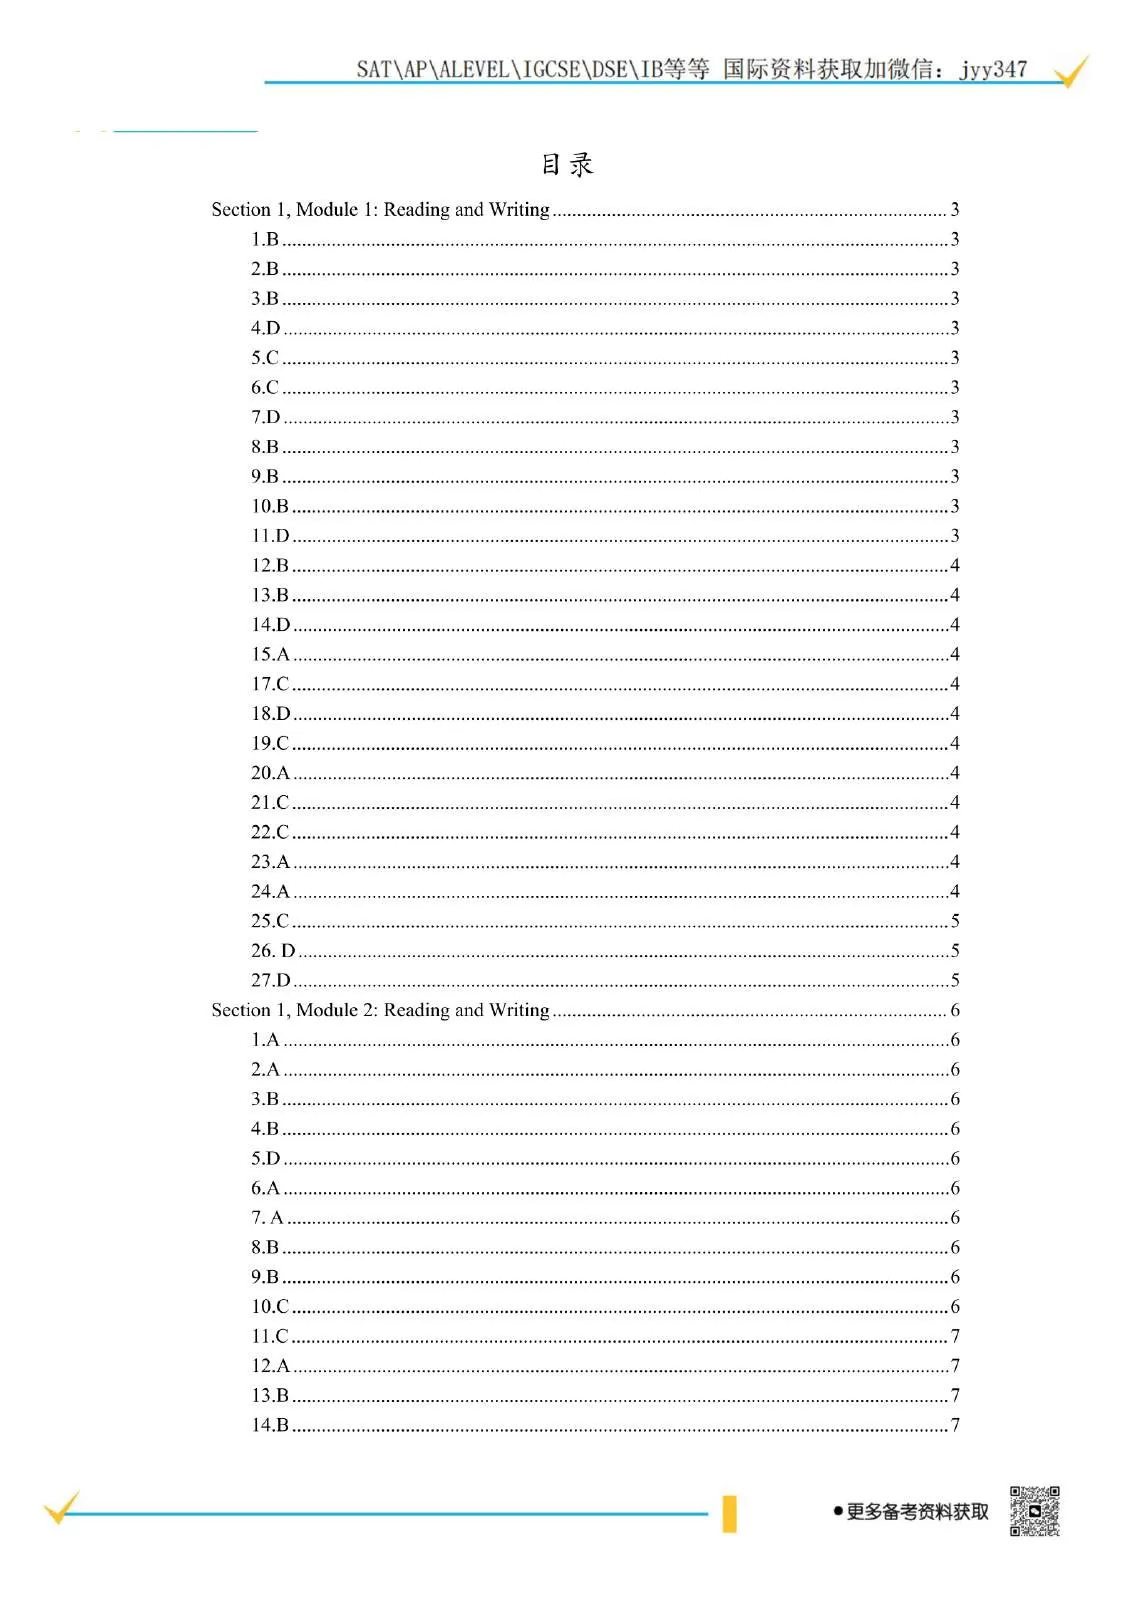 SAT\AP\ALEVEL\IGCSE\DSE\IB等等 国际资料获取加微信：jyy347
目录
Section 1, Module 1: Reading and Writing 3
1.B 3
2.B 3
3.B 3
4.D 3
5.C 3
6.C 3
7.D 3
8.B 3
9.B 3
10.B 3
11.D 3
12.B 4
13.B 4
14.D 4
15.A 4
17.C 4
18.D 4
19.C 4
20.A 4
21.C 4
22.C 4
23.A 4
24.A 4
25.C 5
26. D 5
27.D 5
Section 1, Module 2: Reading and Writing 6
1.A 6
2.A 6
3.B 6
4.B 6
5.D 6
6.A 6
7. A 6
8.B 6
9.B 6
10.C 6
11.C 7
12.A 7
13.B 7
14.B 7
●更多备考资料获取